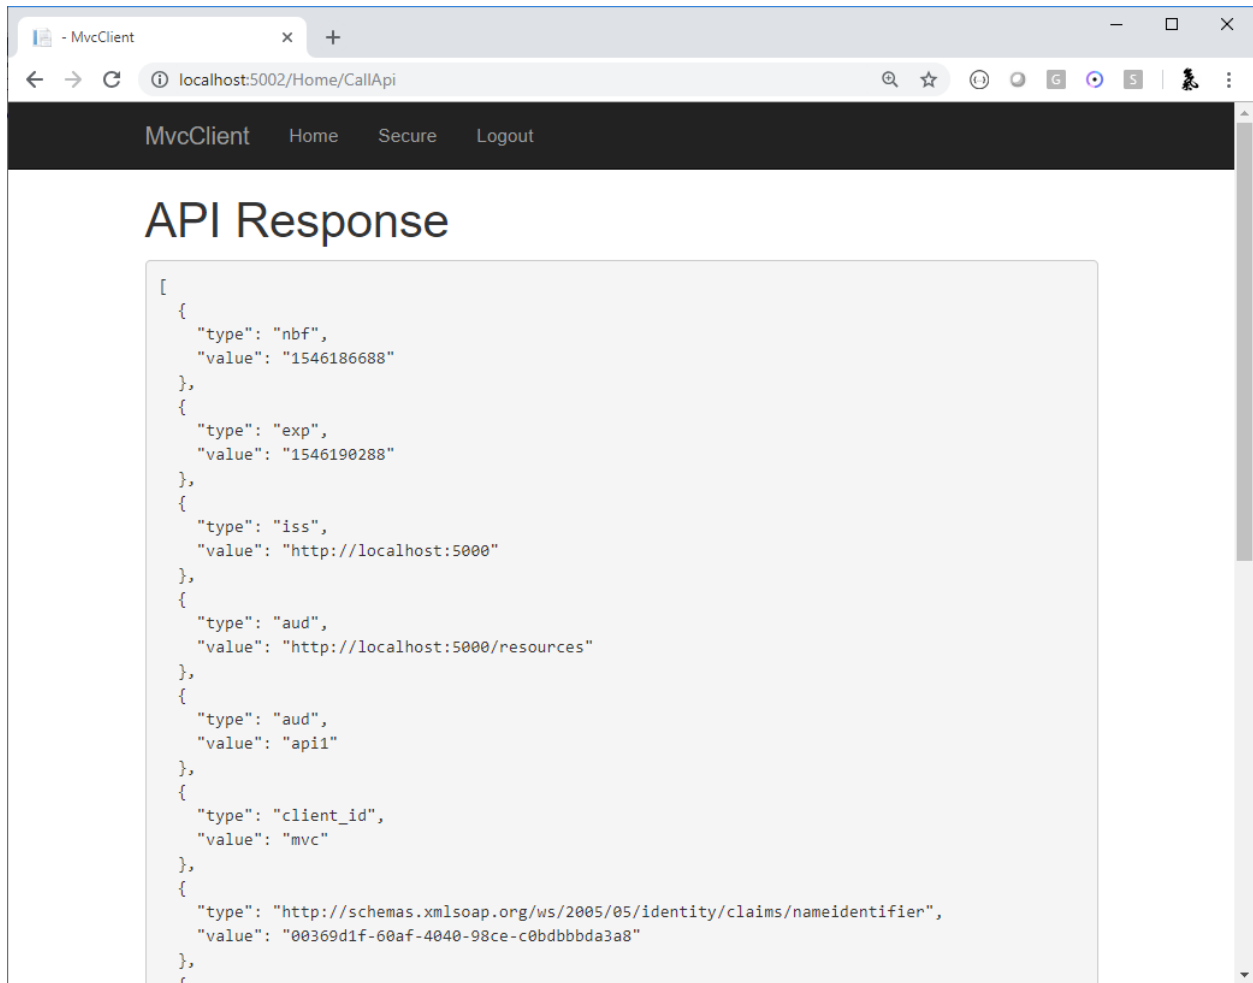 - MvcClient
localhost:5002/Home/CallApi
G
S
MvcClient Home Secure Logout
API Response
[
{
"type": "nbf",
"value": "1546186688"
},
{
"type": "exp",
"value": "1546190288"
},
{
"type": "iss",
"value": "http://localhost:5000"
},
{
"type": "aud",
"value": "http://localhost:5000/resources"
},
{
"type": "aud",
"value": "api1"
},
{
"type": "client_id",
"value": "mvc"
},
{
"type": "http://schemas.xmlsoap.org/ws/2005/05/identity/claims/nameidentifier",
"value": "00369d1f-60af-4040-98ce-c0bdbbbda3a8"
},
{